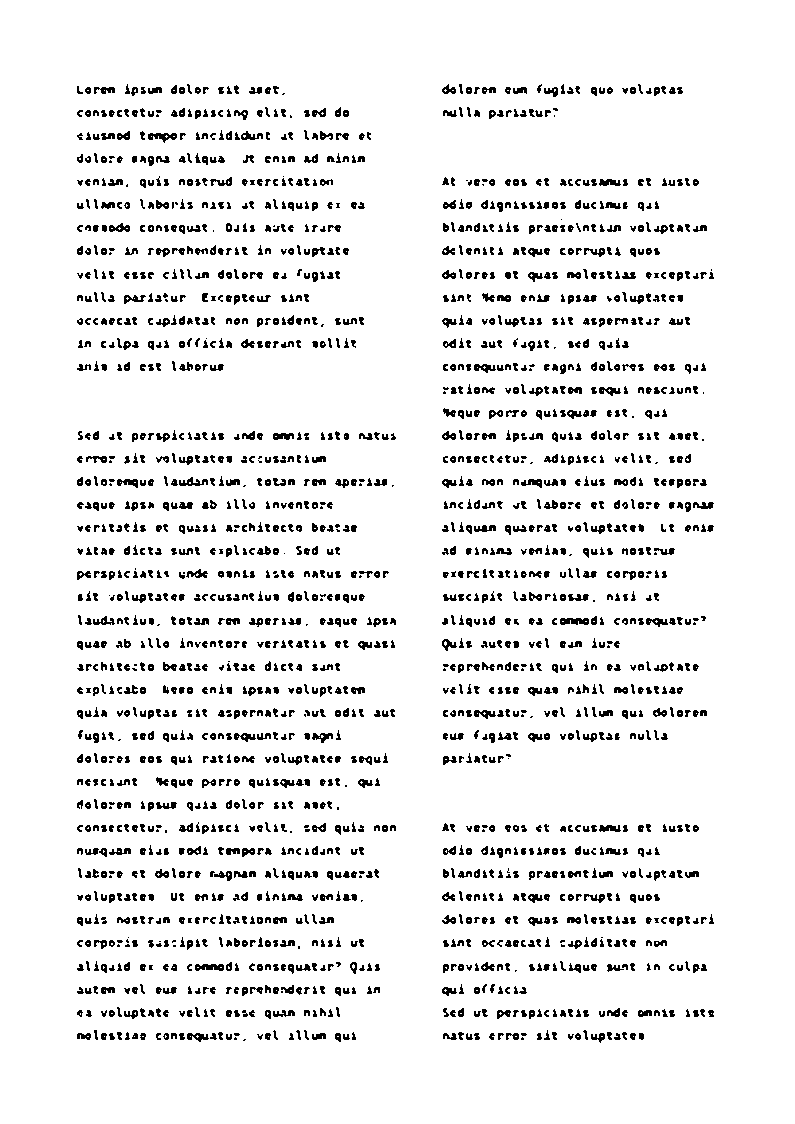 Lorem ipsum dolor sit amet,
consectetur adipiscing elit, sed do
eiusmod tempor incididunt ut labore et
dolore magna aliqua. Ut enim ad minim
veniam, quis nostrud exercitation
ullamco laboris nisi ut aliquip ex ea
commodo consequat. Duis aute irure
dolor in reprehenderit in voluptate
velit esse cillum dolore eu fugiat
nulla pariatur. Excepteur sint
occaecat cupidatat non proident, sunt
in culpa qui officia deserunt mollit
anim id est laborum
Sed ut perspiciatis unde omnis iste natus
error sit voluptatem accusantium
doloremque laudantium, totam rem aperiam,
eaque ipsa quae ab illo inventore
veritatis et quasi architecto beatae
vitae dicta sunt explicabo. Sed ut
perspiciatis unde omnis iste natus error
sit voluptatem accusantium doloremque
laudantium, totam rem aperiam, eaque ipsa
quae ab illo inventore veritatis et quasi
architecto beatae vitae dicta sunt
explicabo. Nemo enim ipsam voluptatem
quia voluptas sit aspernatur aut odit aut
fugit, sed quia consequuntur magni
dolores eos qui ratione voluptatem sequi
nesciunt. Neque porro quisquam est, qui
dolorem ipsum quia dolor sit amet,
consectetur, adipisci velit, sed quia non
numquam eius modi tempora incidunt ut
labore et dolore magnam aliquam quaerat
voluptatem. Ut enim ad minima veniam,
quis nostrum exercitationem ullam
corporis suscipit laboriosam, nisi ut
aliquid ex ea commodi consequatur? Quis
autem vel eum iure reprehenderit qui in
ea voluptate velit esse quam nihil
molestiae consequatur, vel illum qui
dolorem eum fugiat quo voluptas
nulla pariatur?
At vero eos et accusamus et iusto
odio dignissimos ducimus qui
blanditiis praese\ntium voluptatum
deleniti atque corrupti quos
dolores et quas molestias excepturi
sint Nemo enim ipsam voluptatem
quia voluptas sit aspernatur aut
odit aut fugit, sed quia
consequuntur magni dolores eos qui
ratione voluptatem sequi nesciunt.
Neque porro quisquam est, qui
dolorem ipsum quia dolor sit amet,
consectetur, adipisci velit, sed
quia non numquam eius modi tempora
incidunt ut labore et dolore magnam
aliquam quaerat voluptatem. Ut enim
ad minima veniam, quis nostrum
exercitationem ullam corporis
suscipit laboriosam, nisi ut
aliquid ex ea commodi consequatur?
Quis autem vel eum iure
reprehenderit qui in ea voluptate
velit esse quam nihil molestiae
consequatur, vel illum qui dolorem
eum fugiat quo voluptas nulla
pariatur?
At vero eos et accusamus et iusto
odio dignissimos ducimus qui
blanditiis praesentium voluptatum
deleniti atque corrupti quos
dolores et quas molestias excepturi
sint occaecati cupiditate non
provident, similique sunt in culpa
qui officia
Sed ut perspiciatis unde omnis iste
natus error sit voluptatem